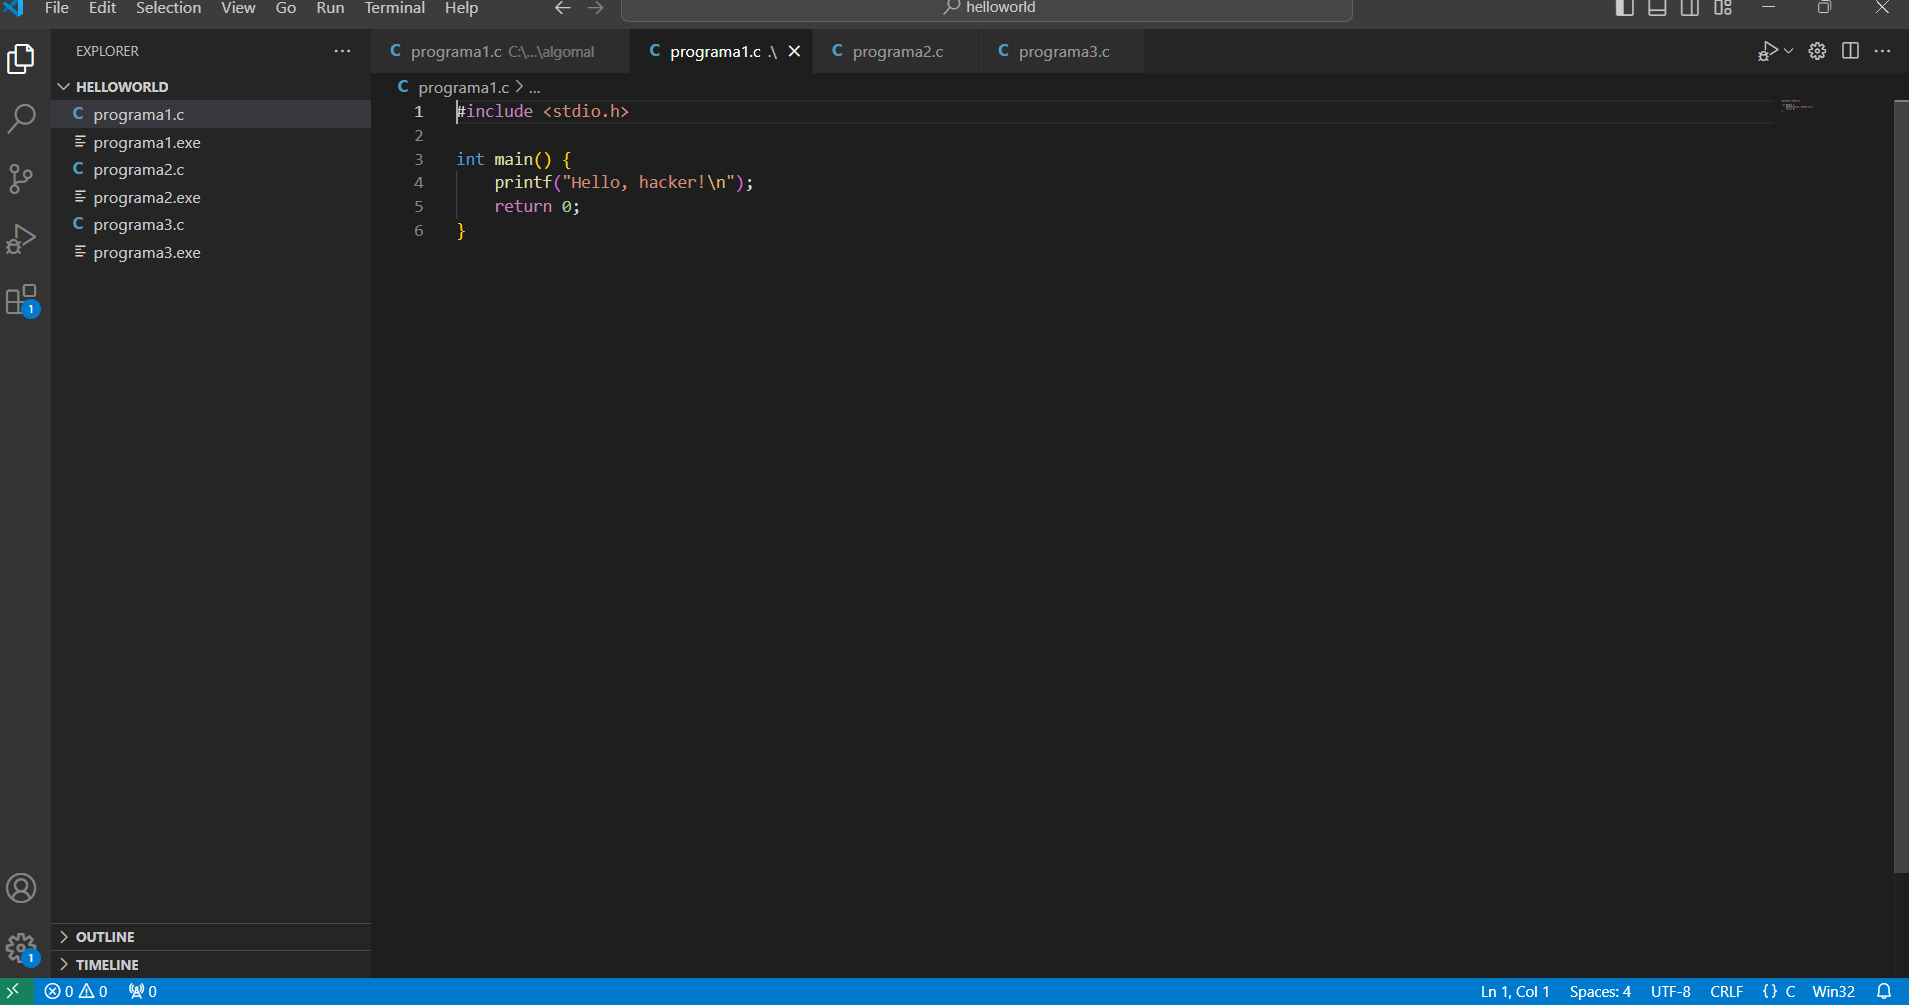 File Edit Selection View Go Run Terminal Help
helloworld
EXPLORER
HELLOWORLD
programa1.c
programa1.exe
programa2.c
programa2.exe
programa3.c
programa3.exe
1
OUTLINE
1
TIMELINE
programa1.c C:\...\algomal
programa1.c .\
programa2.c
programa3.c
programa1.c > ...
1 #include <stdio.h>
2
3 int main() {
4 printf("Hello, hacker!\n");
5 return 0;
6 }
0 0 0
Ln 1, Col 1 Spaces: 4 UTF-8 CRLF {} C Win32